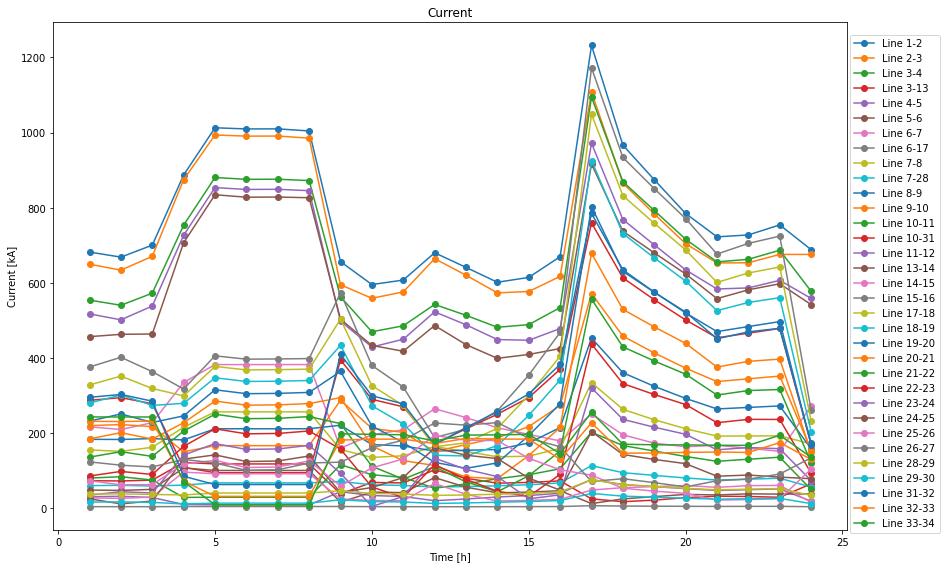 Current
1200
1000
800
600
400
200
0
Current [kA]
0
5
10
15
20
25
Time [h]
Line 1-2
Line 2-3
Line 3-4
Line 3-13
Line 4-5
Line 5-6
Line 6-7
Line 6-17
Line 7-8
Line 7-28
Line 8-9
Line 9-10
Line 10-11
Line 10-31
Line 11-12
Line 13-14
Line 14-15
Line 15-16
Line 17-18
Line 18-19
Line 19-20
Line 20-21
Line 21-22
Line 22-23
Line 23-24
Line 24-25
Line 25-26
Line 26-27
Line 28-29
Line 29-30
Line 31-32
Line 32-33
Line 33-34